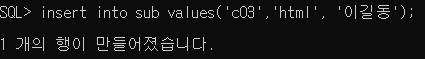 SQL> insert into sub values('c03','html', '이길동');
1 개의 행이 만들어졌습니다.